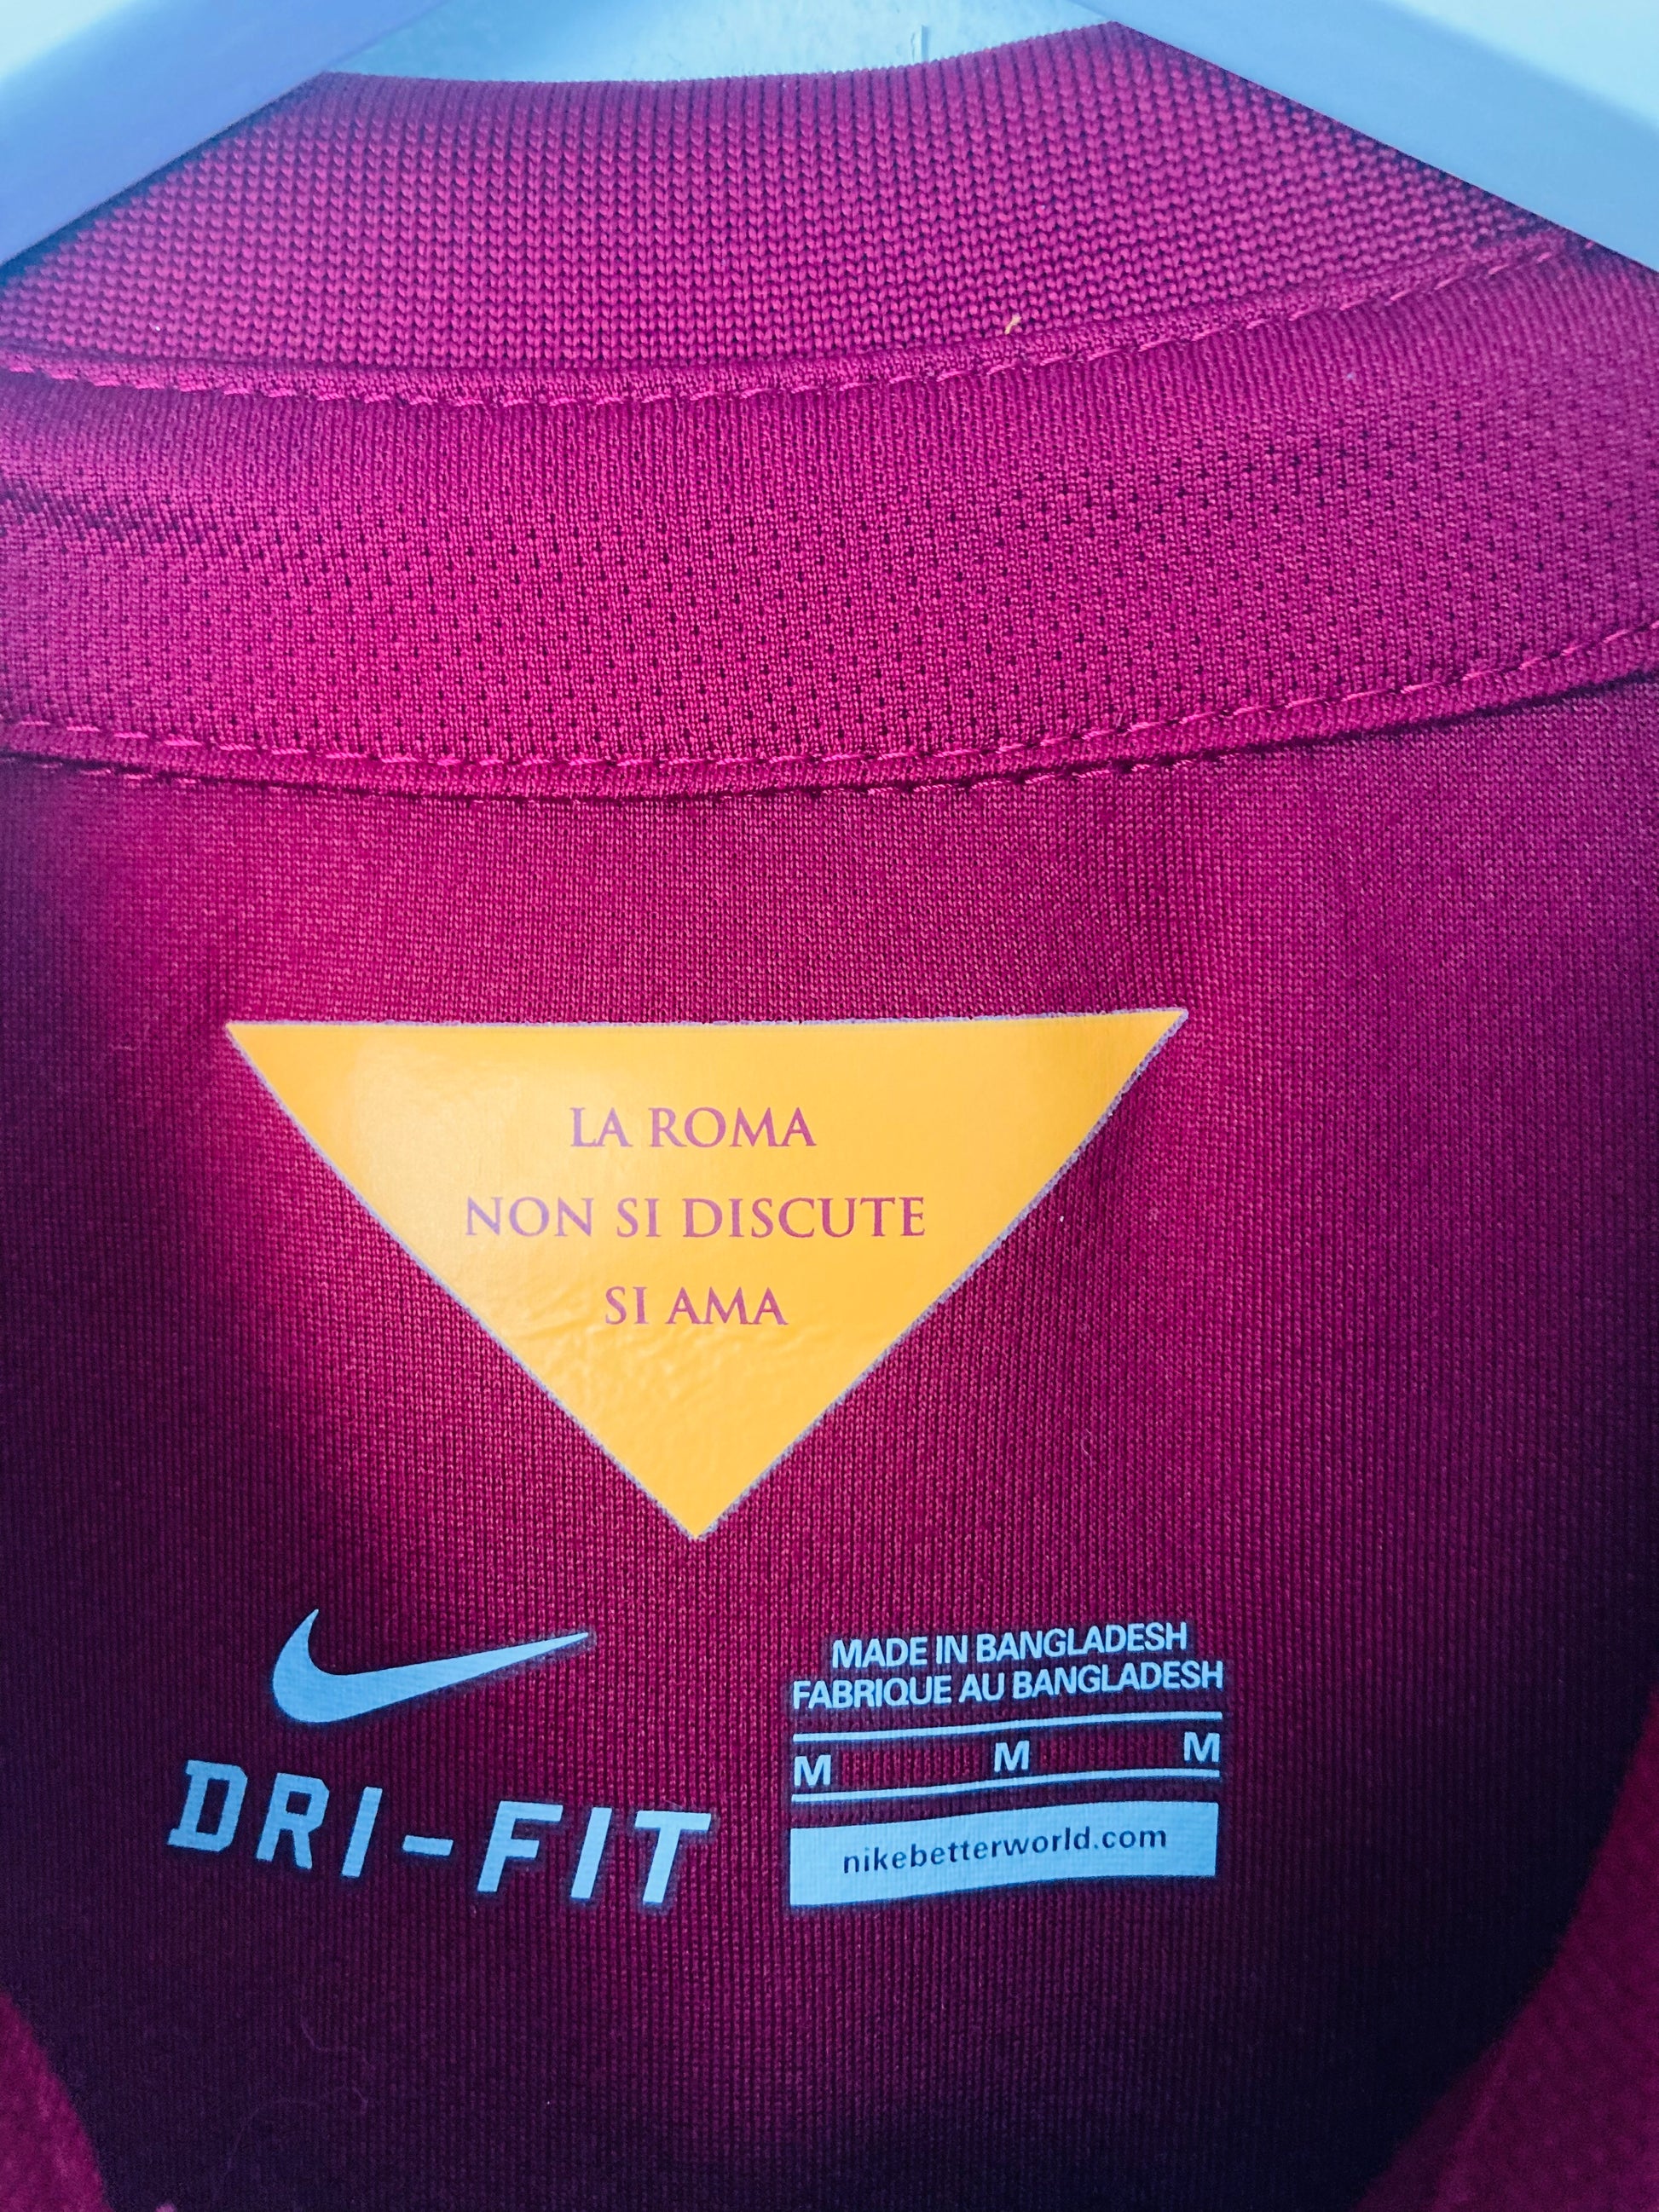 LA ROMA
NON SI DISCUTE
SI AMA
DRI-FIT
MADE IN BANGLADESH
FABRIQUE AU BANGLADESH
M M M
nikebetterworld.com